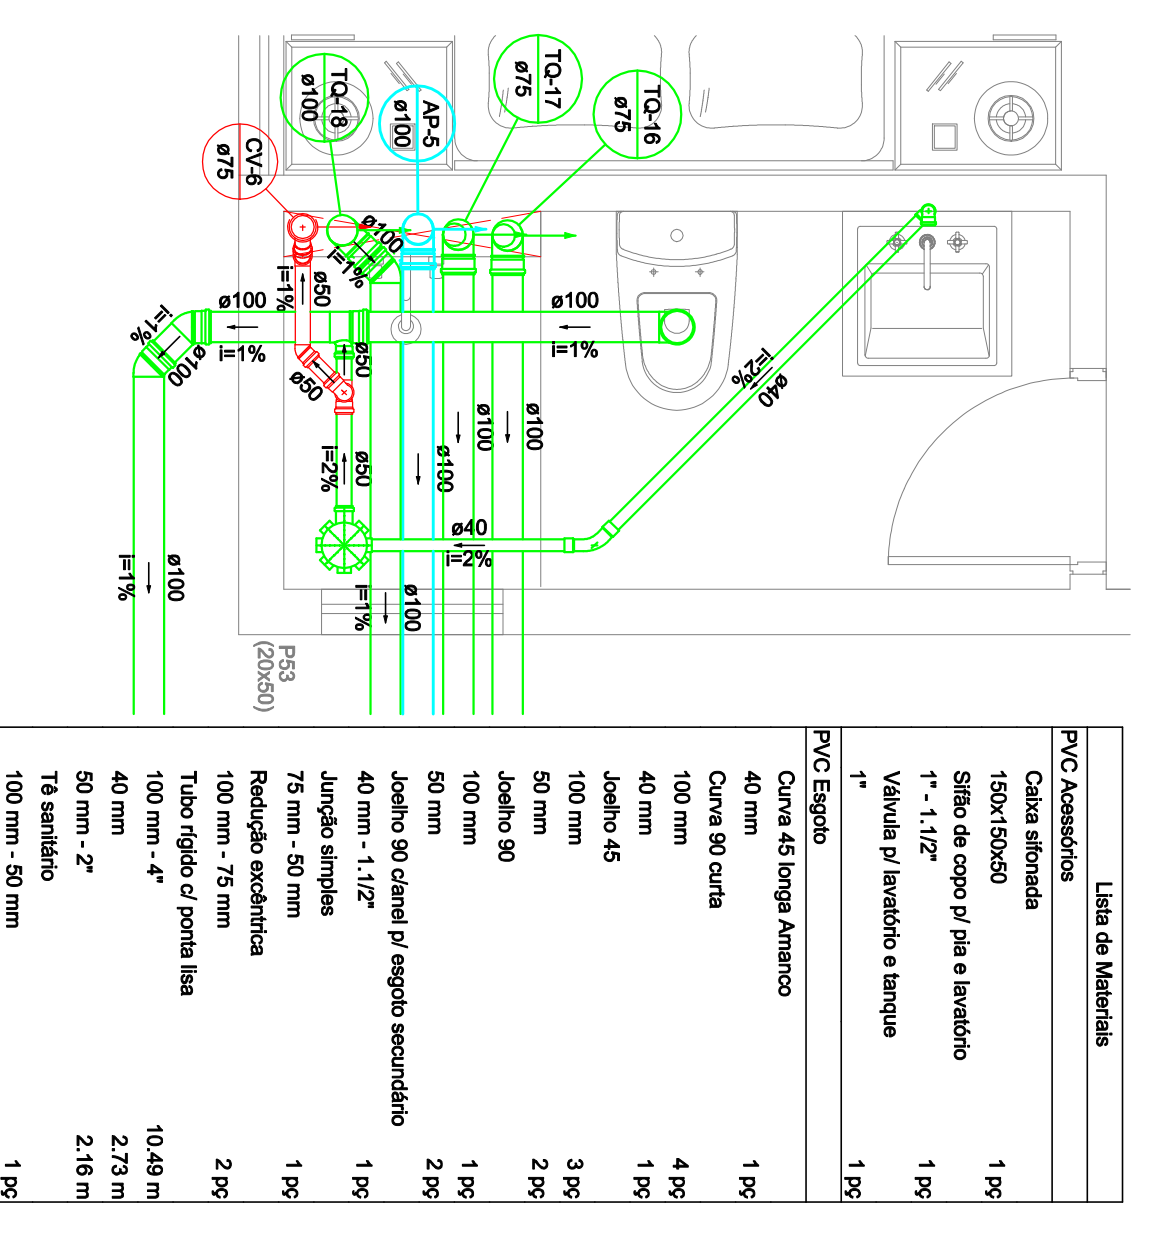 TQ-18
ø100
AP-5
ø100
TQ-17
ø75
TQ-16
ø75
CV-6
ø75
ø100
i=1%
ø50
i=1%
ø100
i=1%
ø100
i=1%
i=1%
ø100
ø50
ø50
i=2%
ø40
ø100
ø100
ø100
ø50
i=2%
ø40
i=2%
ø100
i=1%
ø100
i=1%
P53
(20x50)
Lista de Materiais
PVC Acessórios
Caixa sifonada
150x150x50 1 pç
Sifão de copo p/ pia e lavatório
1" - 1.1/2" 1 pç
Válvula p/ lavatório e tanque
1" 1 pç
PVC Esgoto
Curva 45 longa Amanco
40 mm 1 pç
Curva 90 curta
100 mm 4 pç
40 mm 1 pç
Joelho 45
100 mm 3 pç
50 mm 2 pç
Joelho 90
100 mm 1 pç
50 mm 2 pç
Joelho 90 c/anel p/ esgoto secundário
40 mm - 1.1/2" 1 pç
Junção simples
75 mm - 50 mm 1 pç
Redução excêntrica
100 mm - 75 mm 2 pç
Tubo rígido c/ ponta lisa
100 mm - 4" 10.49 m
40 mm 2.73 m
50 mm - 2" 2.16 m
Tê sanitário
100 mm - 50 mm 1 pç